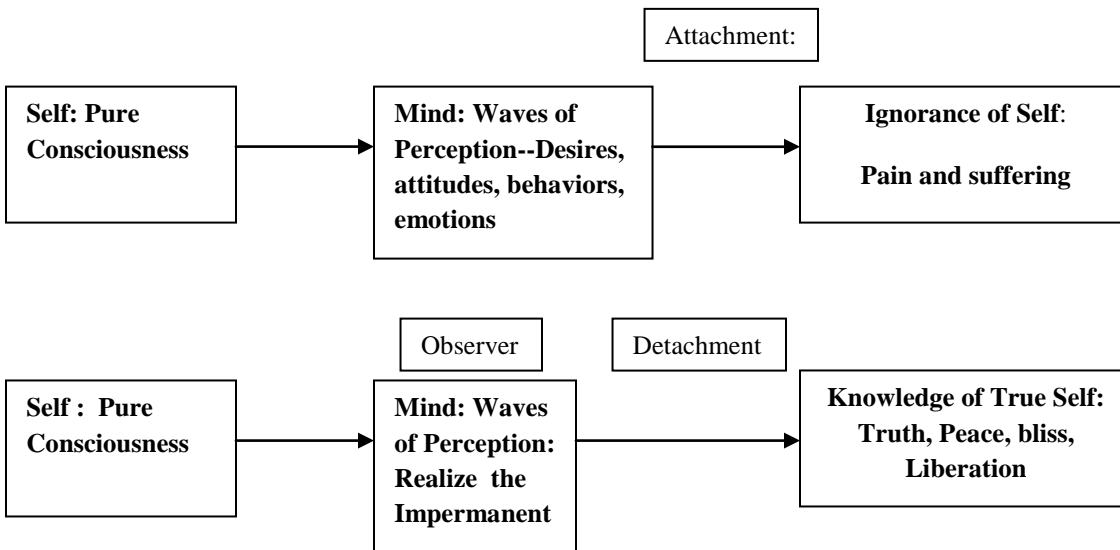 Attachment:
Self: Pure
Consciousness
Mind: Waves of
Perception--Desires,
attitudes, behaviors,
emotions
Ignorance of Self:
Pain and suffering
Observer
Detachment
Self : Pure
Consciousness
Mind: Waves
of Perception:
Realize the
Impermanent
Knowledge of True Self:
Truth, Peace, bliss,
Liberation